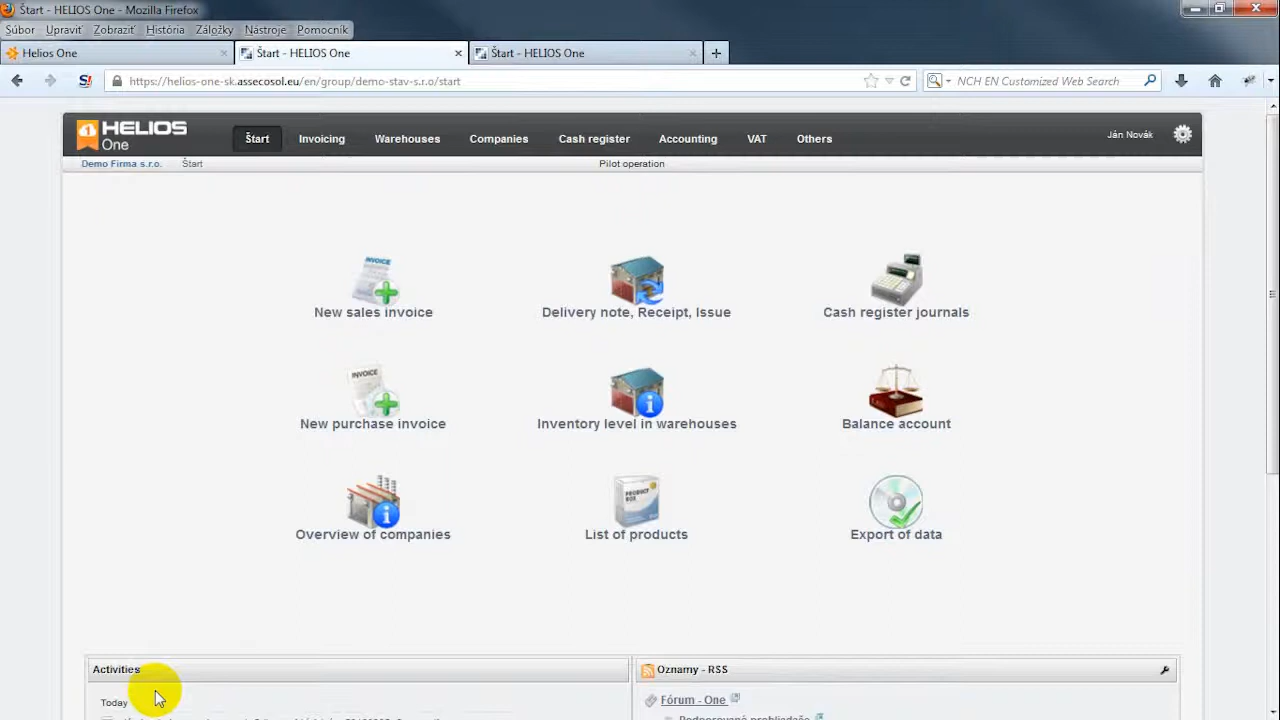 Štart - HELIOS One - Mozilla Firefox
Súbor Upraviť Zobraziť História Záložky Nástroje Pomocník
Helios One
Štart - HELIOS One
Štart - HELIOS One
https://helios-one-sk.assecosol.eu/en/group/demo-stav-s.r.o/start
NCH EN Customized Web Search
HELIOS One
Štart Invoicing Warehouses Companies Cash register Accounting VAT Others
Ján Novák
Demo Firma s.r.o. Štart
Pilot operation
New sales invoice
Delivery note, Receipt, Issue
Cash register journals
New purchase invoice
Inventory level in warehouses
Balance account
Overview of companies
List of products
Export of data
Activities
Today
Oznamy - RSS
Fórum - One